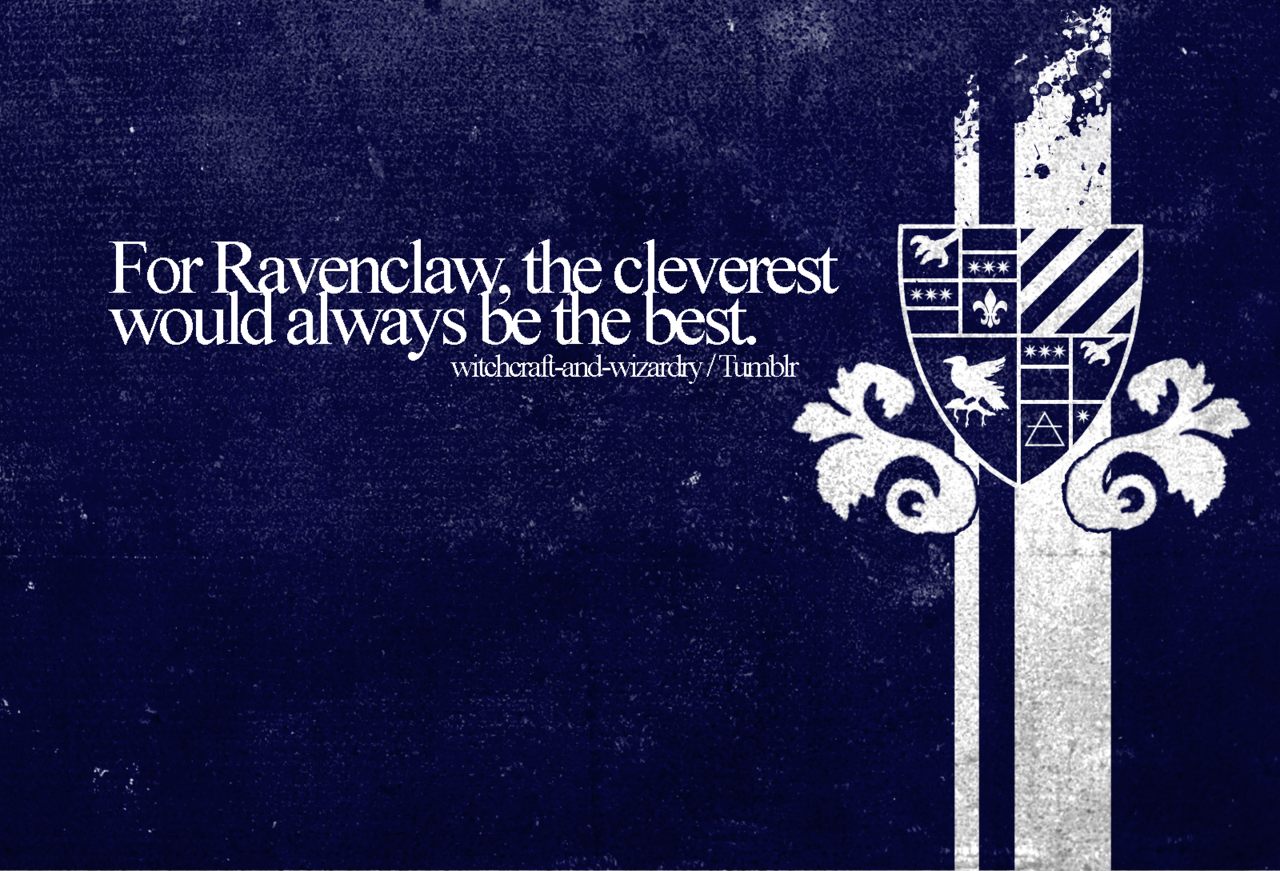 For Ravenclaw, the cleverest
would always be the best.
witchcraft-and-wizardry / Tumblr